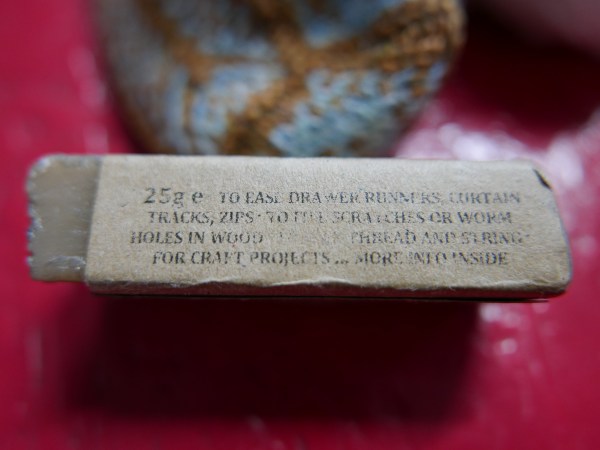 25g e TO EASE DRAWER RUNNERS, CURTAIN
TRACKS, ZIPS · TO FILL SCRATCHES OR WORM
HOLES IN WOOD THREAD AND STRING ·
FOR CRAFT PROJECTS ... MORE INFO INSIDE